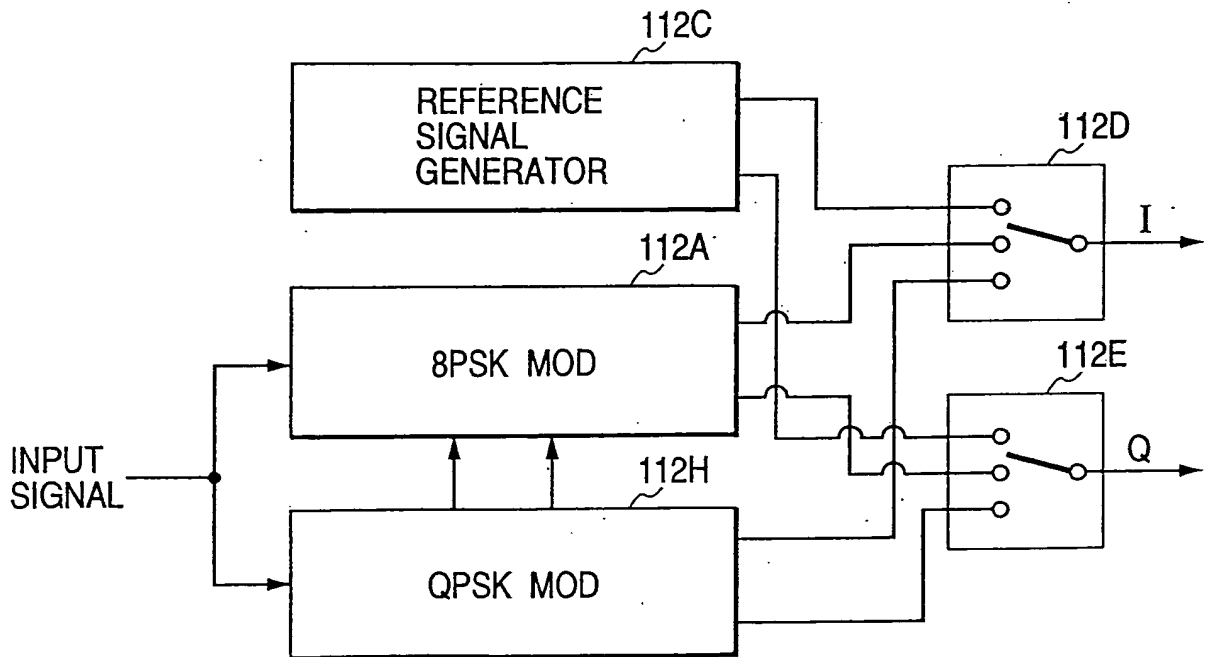 112C
REFERENCE
SIGNAL
GENERATOR
112D
I
112A
8PSK MOD
112E
Q
INPUT
SIGNAL
112H
QPSK MOD